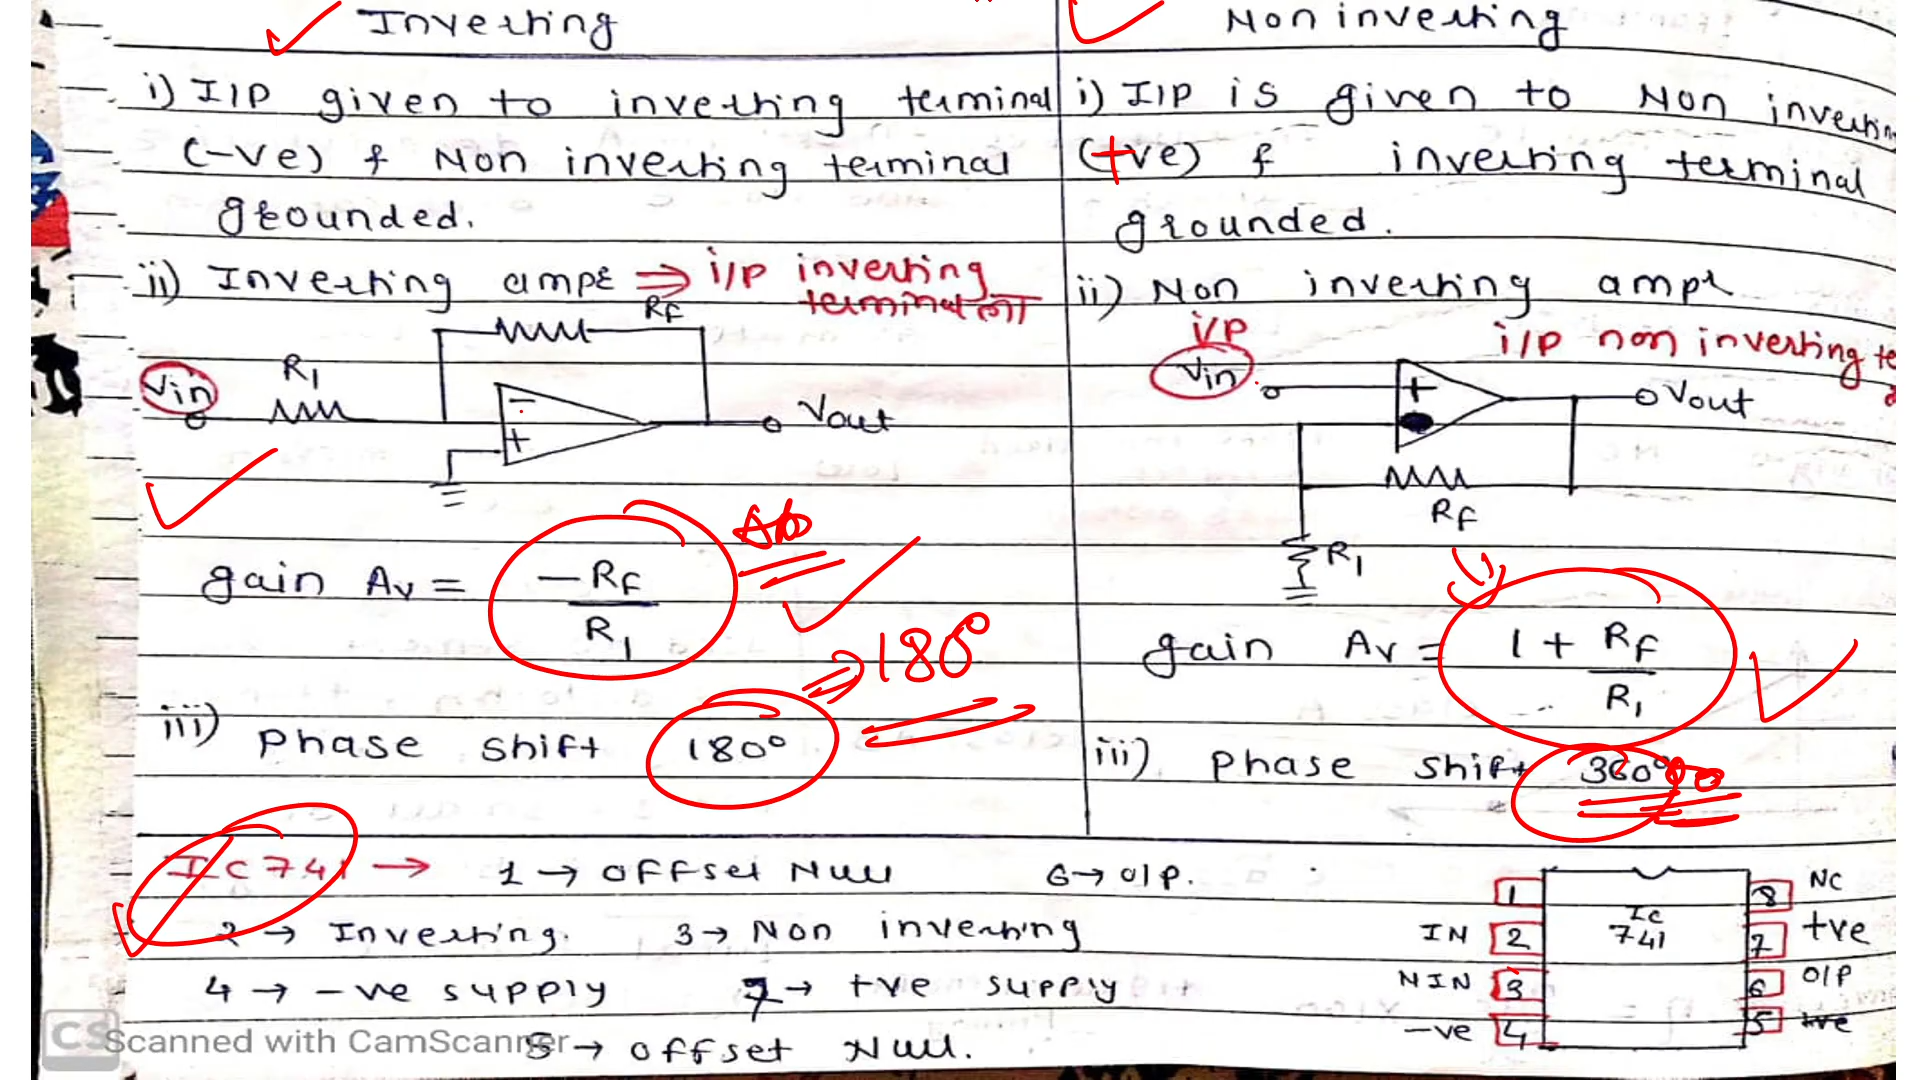 Inverting
i) I/P given to inverting terminal
(-ve) & Non inverting terminal
grounded.
ii) Inverting ampr ⇒ i/p inverting
terminal
RF
R1
Vin
-
+
Vout
gain Av = -RF / R1
⇒ 180°
iii) Phase shift 180°
Non inverting
i) I/P is given to Non
(+ve) & inverting terminal
grounded.
ii) Non inverting ampr
i/p
i/p non inverting
Vin
+
Vout
RF
R1
gain Av = 1 + RF / R1
iii) Phase shift 360°
IC 741 → 1 → offset Null 6 → o/p.
2 → Inverting. 3 → Non inverting
4 → -ve supply 7 → +ve supply
5 → offset Null.
1 8 NC
IC 741
IN 2 7 +ve
NIN 3 6 O/P
-ve 4 5
CS Scanned with CamScanner